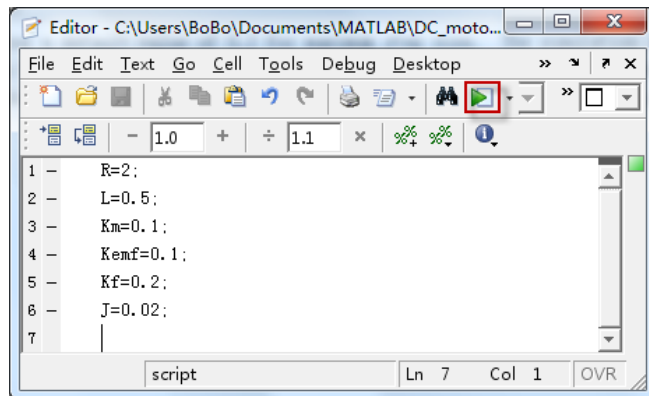 Editor - C:\Users\BoBo\Documents\MATLAB\DC_moto...
File Edit Text Go Cell Tools Debug Desktop
1.0 1.1
1 R=2;
2 L=0.5;
3 Km=0.1;
4 Kemf=0.1;
5 Kf=0.2;
6 J=0.02;
7
script Ln 7 Col 1 OVR